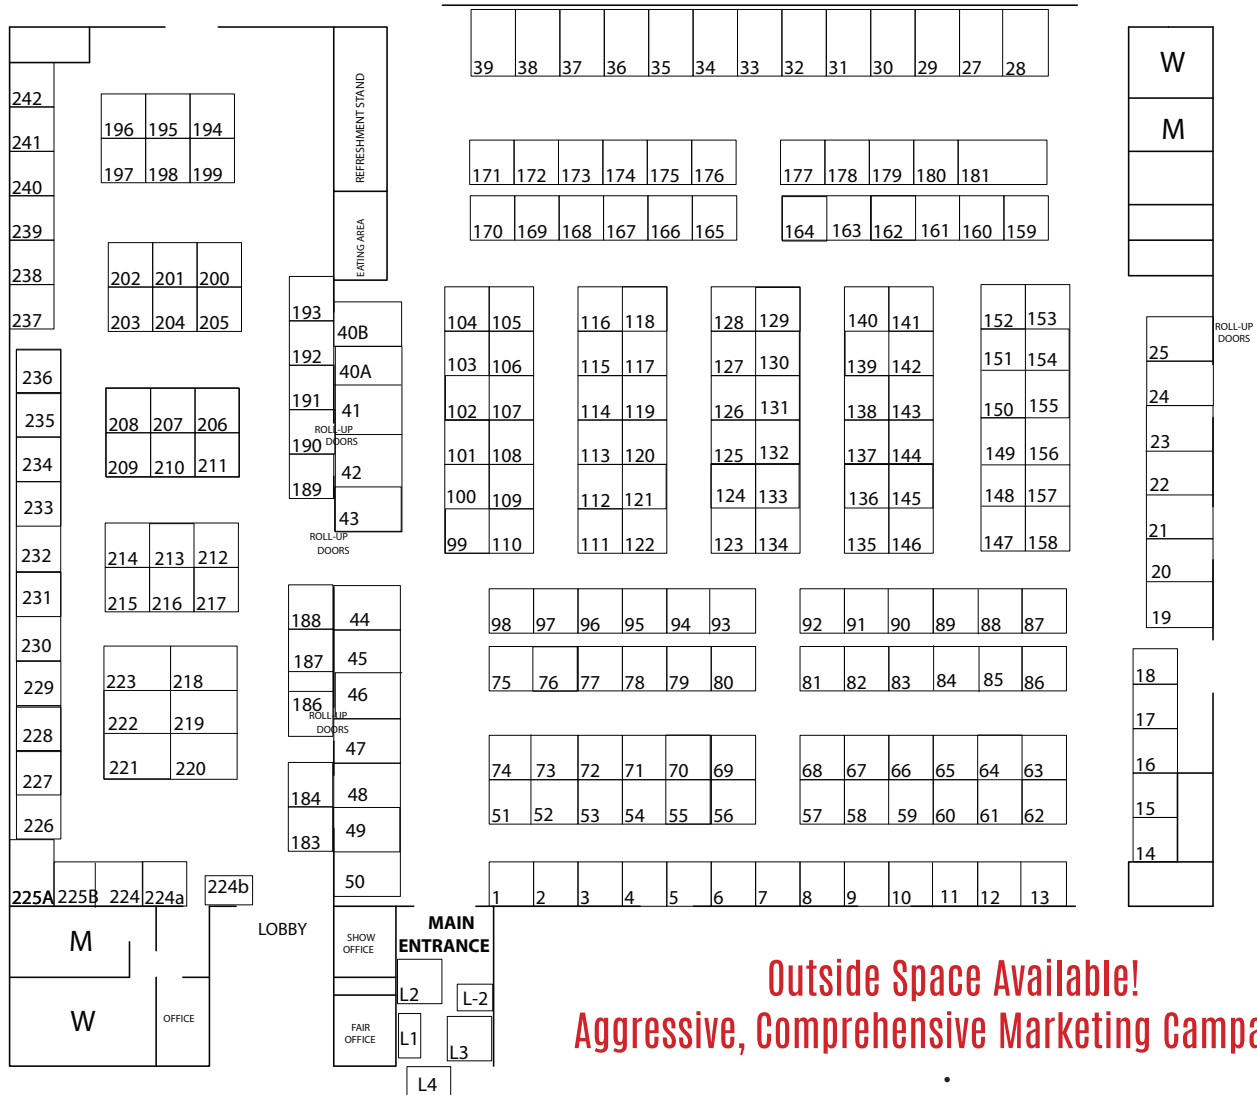 39 38 37 36 35 34 33 32 31 30 29 27 28
W
M
REFRESHMENT STAND
EATING AREA
242
241
240
239
238
237
196 195 194
197 198 199
171 172 173 174 175 176 177 178 179 180 181
170 169 168 167 166 165 164 163 162 161 160 159
202 201 200
203 204 205
193
192
191
190
189
ROLL-UP
DOORS
40B
40A
41
42
43
ROLL-UP
DOORS
104 105 116 118 128 129 140 141 152 153
103 106 115 117 127 130 139 142 151 154
102 107 114 119 126 131 138 143 150 155
101 108 113 120 125 132 137 144 149 156
100 109 112 121 124 133 136 145 148 157
99 110 111 122 123 134 135 146 147 158
ROLL-UP
DOORS
25
24
23
22
21
20
19
236
235
234
233
232
231
230
229
228
227
226
208 207 206
209 210 211
214 213 212
215 216 217
223 218
222 219
221 220
188
187
186
ROLL-UP
DOORS
184
183
44
45
46
47
48
49
50
98 97 96 95 94 93 92 91 90 89 88 87
75 76 77 78 79 80 81 82 83 84 85 86
74 73 72 71 70 69 68 67 66 65 64 63
51 52 53 54 55 56 57 58 59 60 61 62
1 2 3 4 5 6 7 8 9 10 11 12 13
18
17
16
15
14
225A 225B 224 224a 224b
M
W
OFFICE
LOBBY
SHOW
OFFICE
FAIR
OFFICE
MAIN
ENTRANCE
L2
L-2
L1
L3
L4
Outside Space Available!
Aggressive, Comprehensive Marketing Campa
.